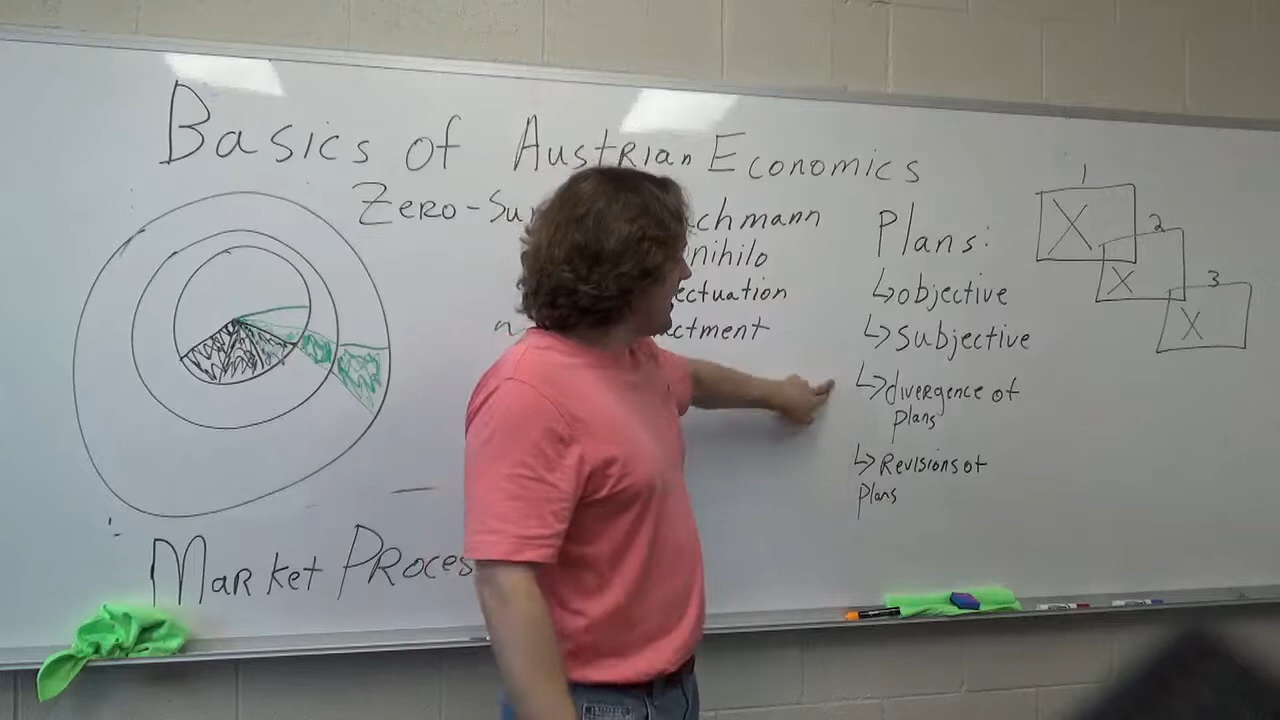 Basics of Austrian Economics
Zero-Su
chmann
nihilo
ectuation
ctment
Market Proces
Plans:
↳objective
↳Subjective
↳divergence of
Plans
↳Revisions of
Plans
1
X
2
X
3
X